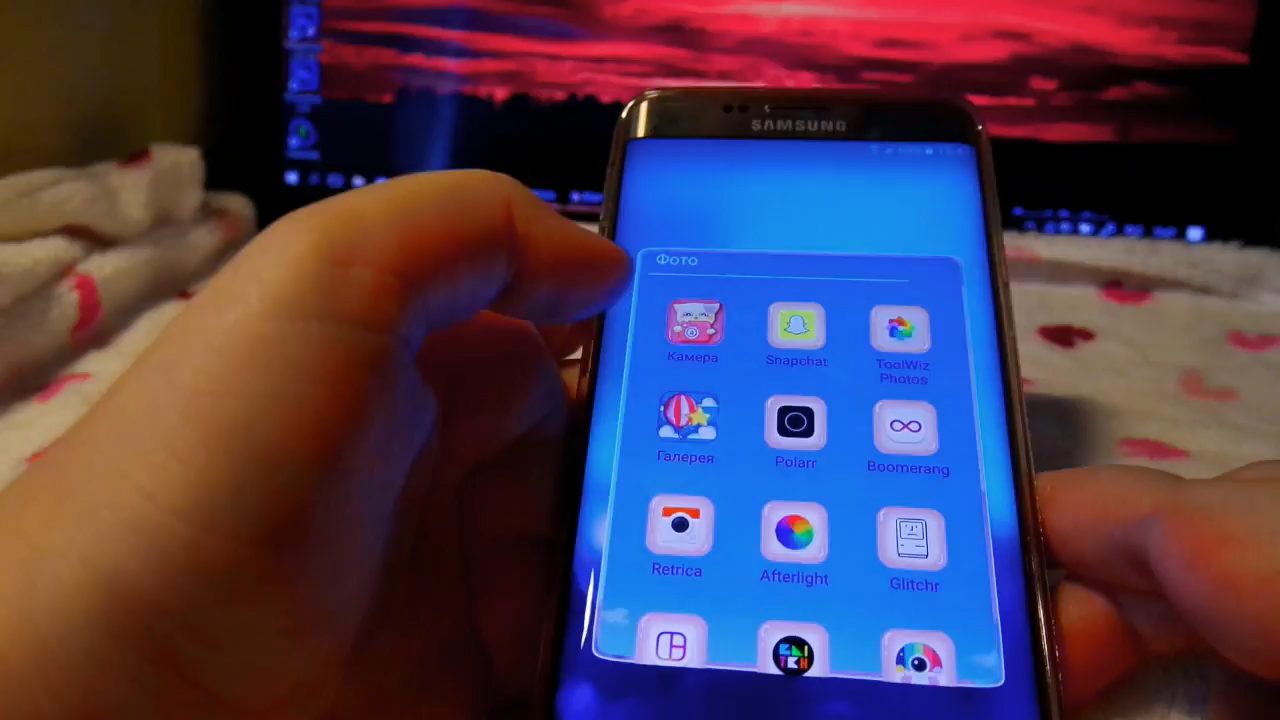 SAMSUNG
Фото
Камера
Snapchat
ToolWiz
Photos
Галерея
Polarr
Boomerang
Retrica
Afterlight
Glitchr